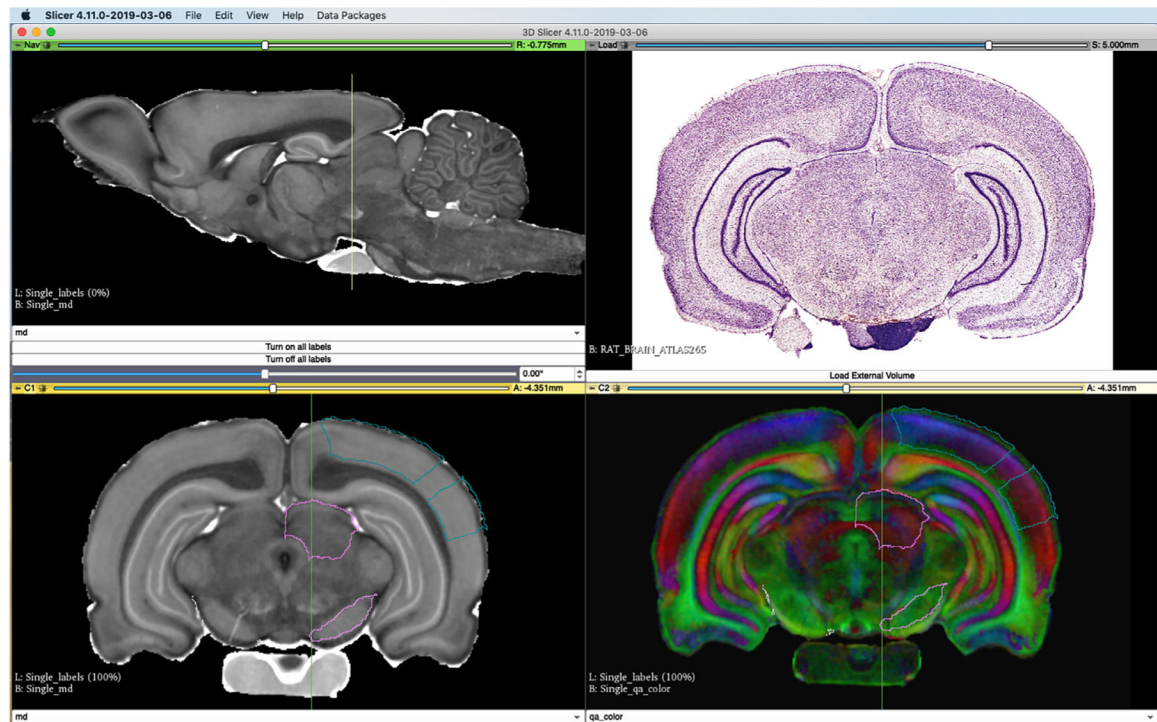 Slicer 4.11.0-2019-03-06 File Edit View Help Data Packages
3D Slicer 4.11.0-2019-03-06
Nav R: -0.775mm
Load S: 5.000mm
L: Single_labels (0%)
B: Single_md
B: RAT_BRAIN_ATLAS265
md
Turn on all labels
Turn off all labels
0.00°
Load External Volume
C1 A: -4.351mm
C2 A: -4.351mm
L: Single_labels (100%)
B: Single_md
L: Single_labels (100%)
B: Single_qa_color
md
qa_color